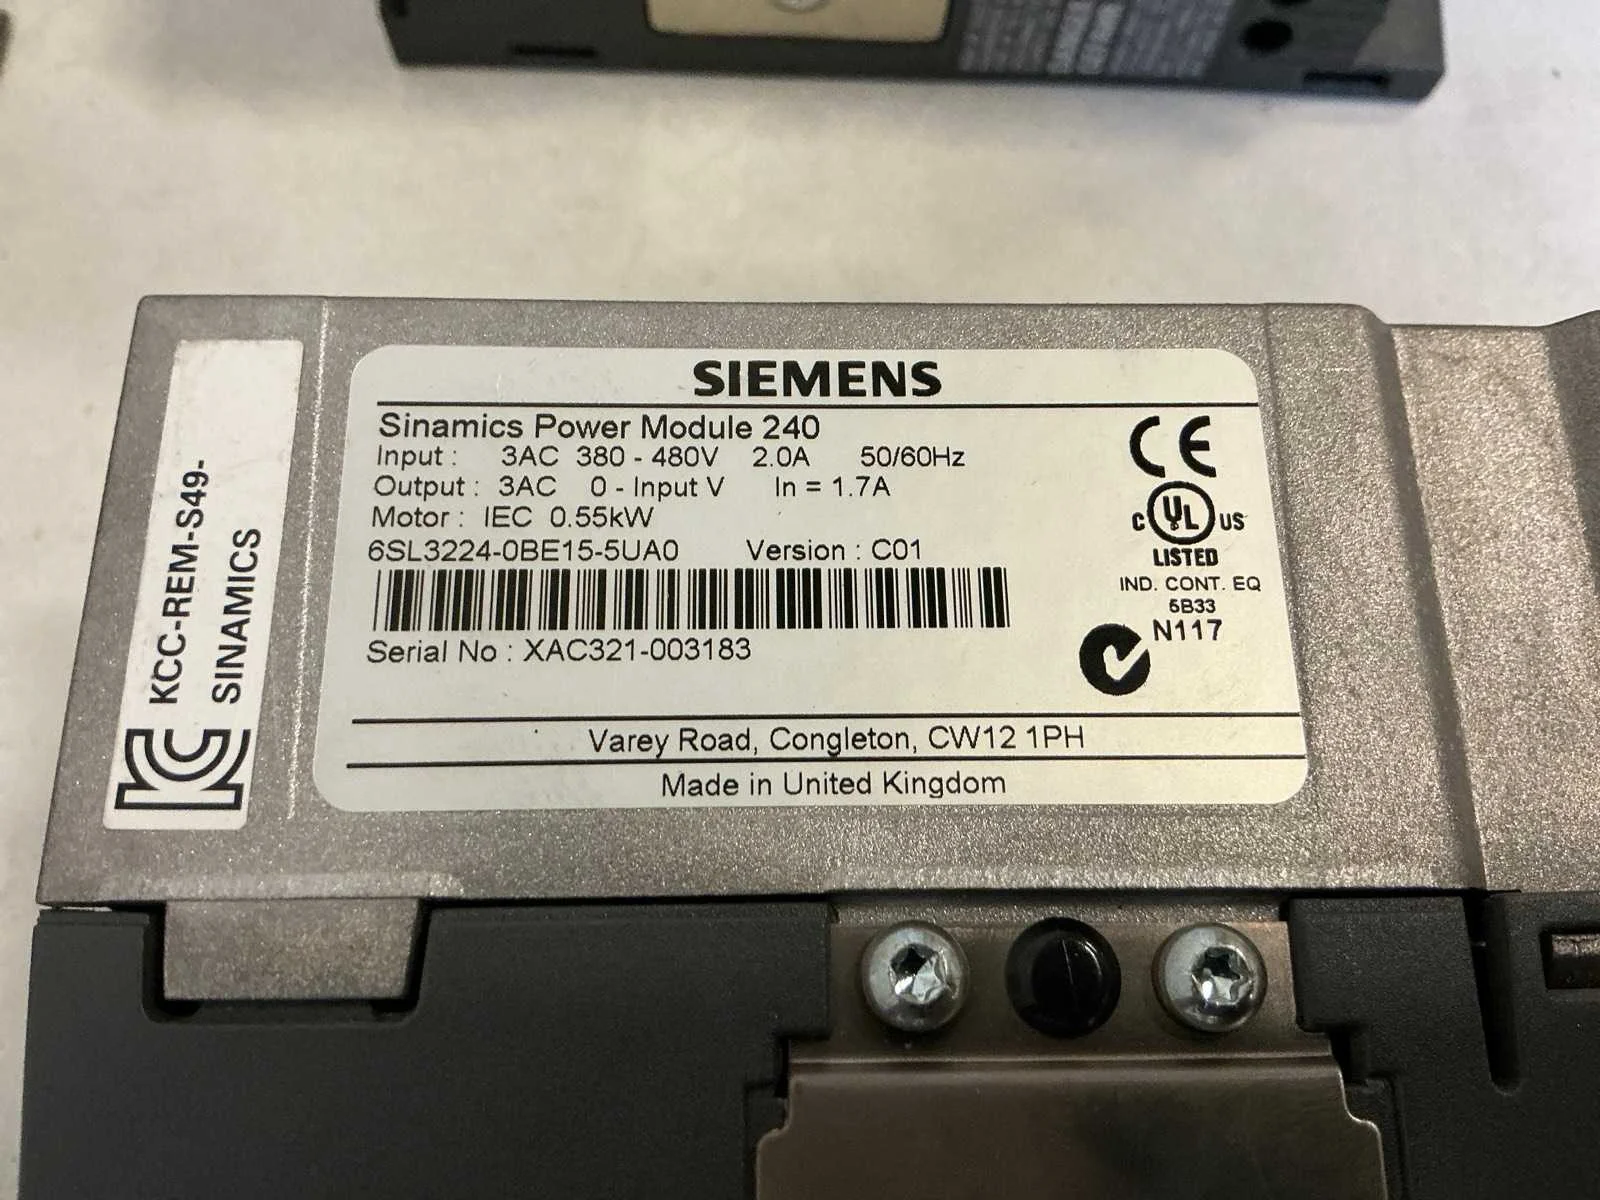 SIEMENS
Sinamics Power Module 240
Input : 3AC 380 - 480V 2.0A 50/60Hz
Output : 3AC 0 - Input V In = 1.7A
Motor : IEC 0.55kW
6SL3224-0BE15-5UA0 Version : C01
Serial No : XAC321-003183
CE
C UL US
LISTED
IND. CONT. EQ
5B33
N117
Varey Road, Congleton, CW12 1PH
Made in United Kingdom
KCC-REM-S49-
SINAMICS